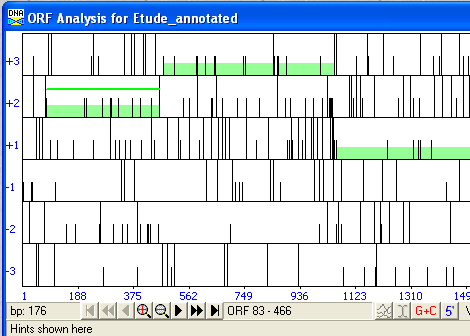 DNA ORF Analysis for Etude_annotated
+3
+2
+1
-1
-2
-3
1 188 375 562 749 936 1123 1310 149
bp: 176 ORF 83 - 466 G+C 5'
Hints shown here